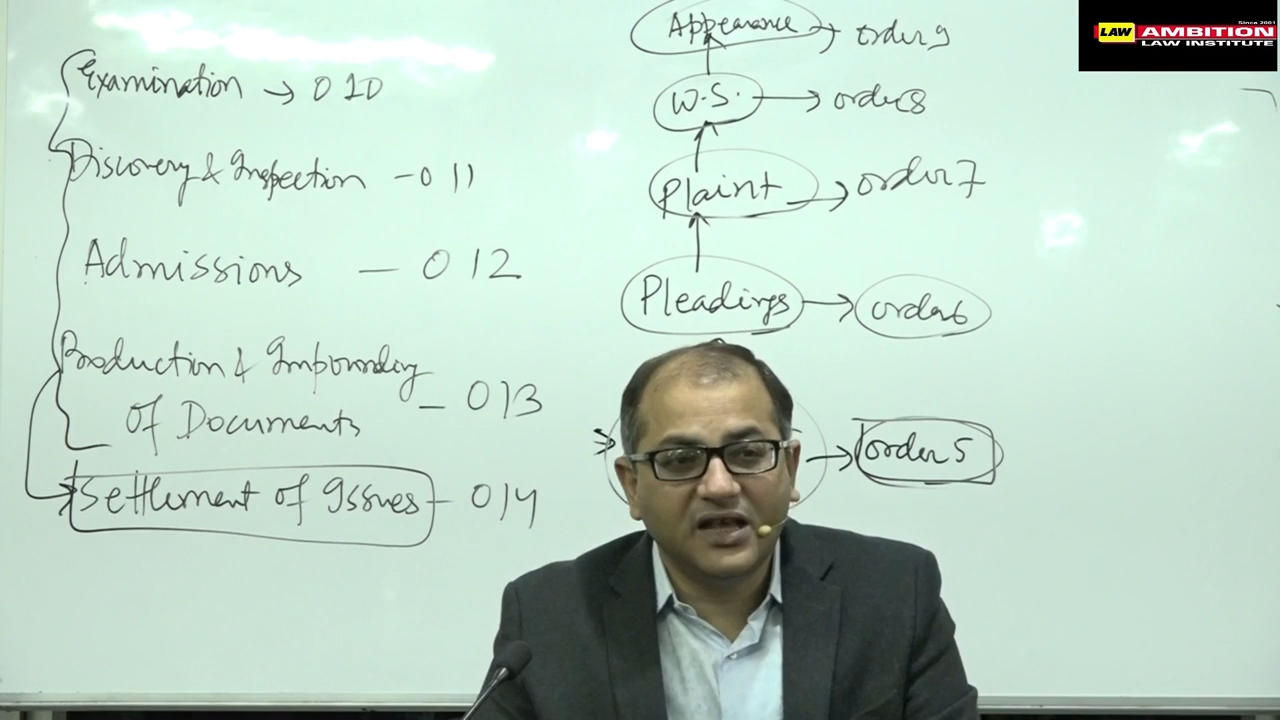 Examination → O 10
Discovery & Inspection - O 11
Admissions - O 12
Production & Impounding
of Documents - O 13
Settlement of Issues - O 14
Appearance → order 9
W.S. → order 8
Plaint → order 7
Pleadings → order 6
→ order 5
Since 2001
LAW AMBITION
LAW INSTITUTE